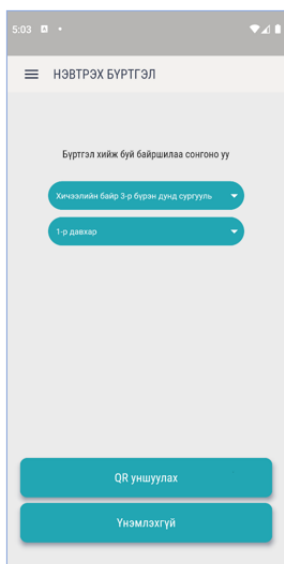 5:03
НЭВТРЭХ БҮРТГЭЛ
Бүртгэл хийж буй байршилаа сонгоно уу
Хичээлийн байр 3-р бүрэн дунд сургууль
1-р давхар
QR уншуулах
Үнэмлэхгүй